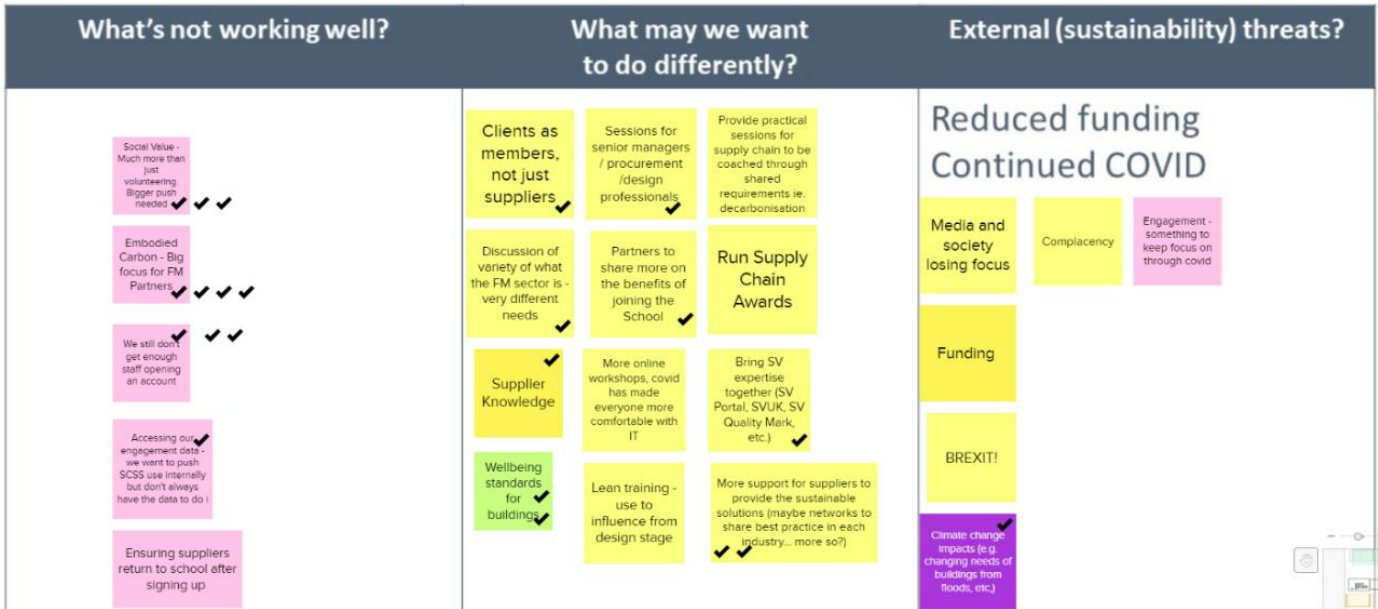 What's not working well?
What may we want
to do differently?
External (sustainability) threats?
Social Value -
Much more than
just
volunteering.
Bigger push
needed
Embodied
Carbon - Big
focus for FM
Partners
We still don't
get enough
staff opening
an account
Accessing our
engagement data -
we want to push
SCSS use internally
but don't always
have the data to do i
Ensuring suppliers
return to school after
signing up
Clients as
members,
not just
suppliers
Sessions for
senior managers
/ procurement
/design
professionals
Provide practical
sessions for
supply chain to be
coached through
shared
requirements ie.
decarbonisation
Discussion of
variety of what
the FM sector is -
very different
needs
Partners to
share more on
the benefits of
joining the
School
Run Supply
Chain
Awards
Supplier
Knowledge
More online
workshops, covid
has made
everyone more
comfortable with
IT
Bring SV
expertise
together (SV
Portal, SVUK, SV
Quality Mark,
etc.)
Wellbeing
standards
for
buildings
Lean training -
use to
influence from
design stage
More support for suppliers to
provide the sustainable
solutions (maybe networks to
share best practice in each
industry... more so?)
Reduced funding
Continued COVID
Media and
society
losing focus
Complacency
Engagement -
something to
keep focus on
through covid
Funding
BREXIT!
Climate change
impacts (e.g.
changing needs of
buildings from
floods, etc,)